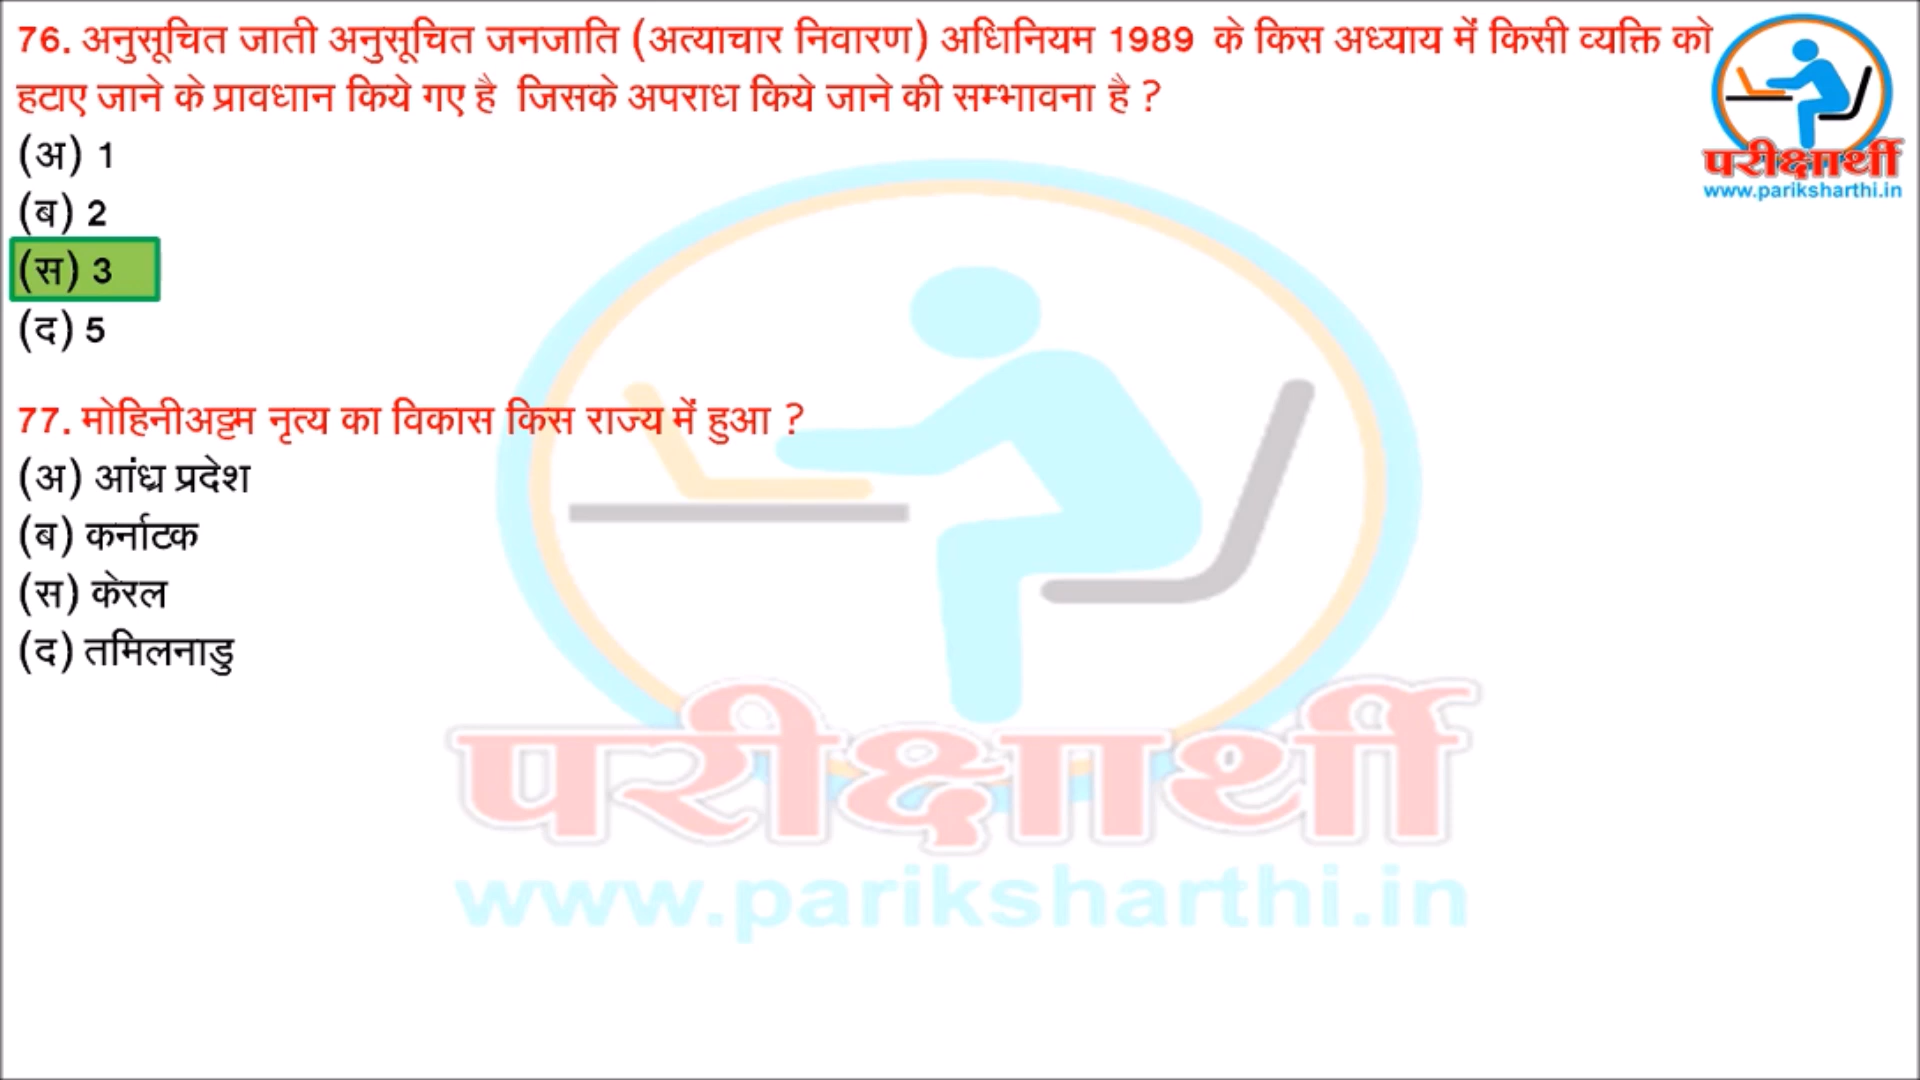 76. अनुसूचित जाती अनुसूचित जनजाति (अत्याचार निवारण) अधिनियम 1989 के किस अध्याय में किसी व्यक्ति को
हटाए जाने के प्रावधान किये गए है जिसके अपराध किये जाने की सम्भावना है ?
(अ) 1
(ब) 2
(स) 3
(द) 5
परीक्षार्थी
www.pariksharthi.in
77. मोहिनीअट्टम नृत्य का विकास किस राज्य में हुआ ?
(अ) आंध्र प्रदेश
(ब) कर्नाटक
(स) केरल
(द) तमिलनाडु
परीक्षार्थी
www.pariksharthi.in